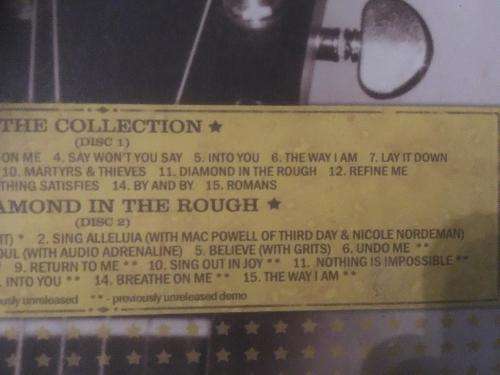 THE COLLECTION ★
(DISC 1)
ON ME 4. SAY WON'T YOU SAY 5. INTO YOU 6. THE WAY I AM 7. LAY IT DOWN
10. MARTYRS & THIEVES 11. DIAMOND IN THE ROUGH 12. REFINE ME
THING SATISFIES 14. BY AND BY 15. ROMANS
AMOND IN THE ROUGH ★
(DISC 2)
IT) * 2. SING ALLELUIA (WITH MAC POWELL OF THIRD DAY & NICOLE NORDEMAN)
OUL (WITH AUDIO ADRENALINE) 5. BELIEVE (WITH GRITS) 6. UNDO ME **
9. RETURN TO ME ** 10. SING OUT IN JOY ** 11. NOTHING IS IMPOSSIBLE **
. INTO YOU ** 14. BREATHE ON ME ** 15. THE WAY I AM **
usly unreleased ** - previously unreleased demo